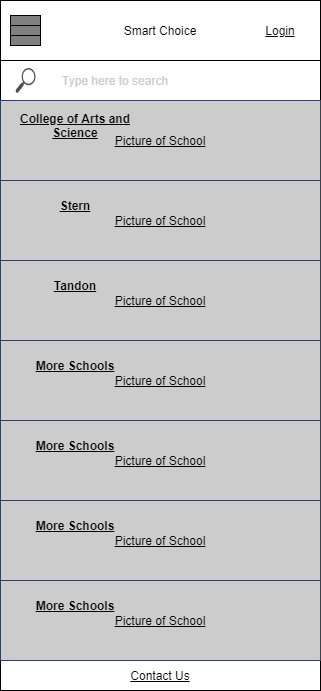 Smart Choice
Login
Type here to search
College of Arts and
Science
Picture of School
Stern
Picture of School
Tandon
Picture of School
More Schools
Picture of School
More Schools
Picture of School
More Schools
Picture of School
More Schools
Picture of School
Contact Us